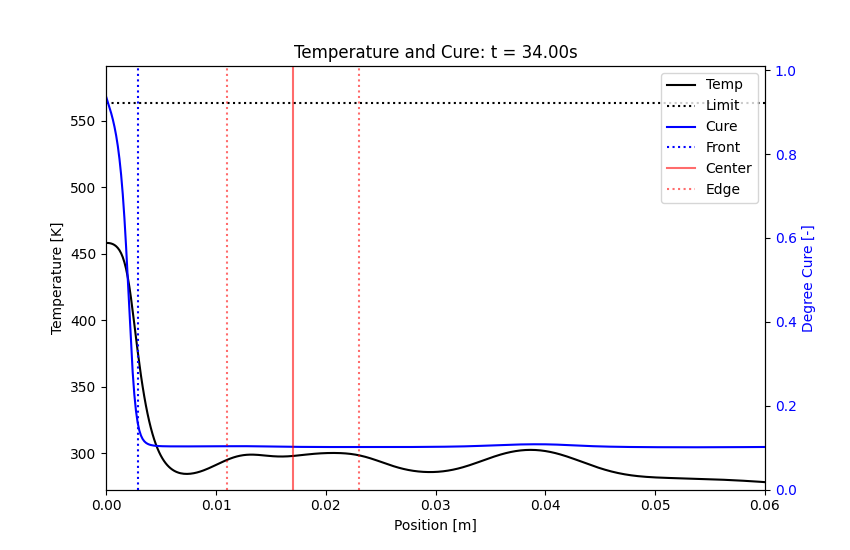 Temperature and Cure: t = 34.00s
Temperature [K]
550
500
450
400
350
300
Temp
Limit
Cure
Front
Center
Edge
1.0
0.8
0.6
0.4
0.2
0.0
Degree Cure [-]
0.00
0.01
0.02
0.03
0.04
0.05
0.06
Position [m]